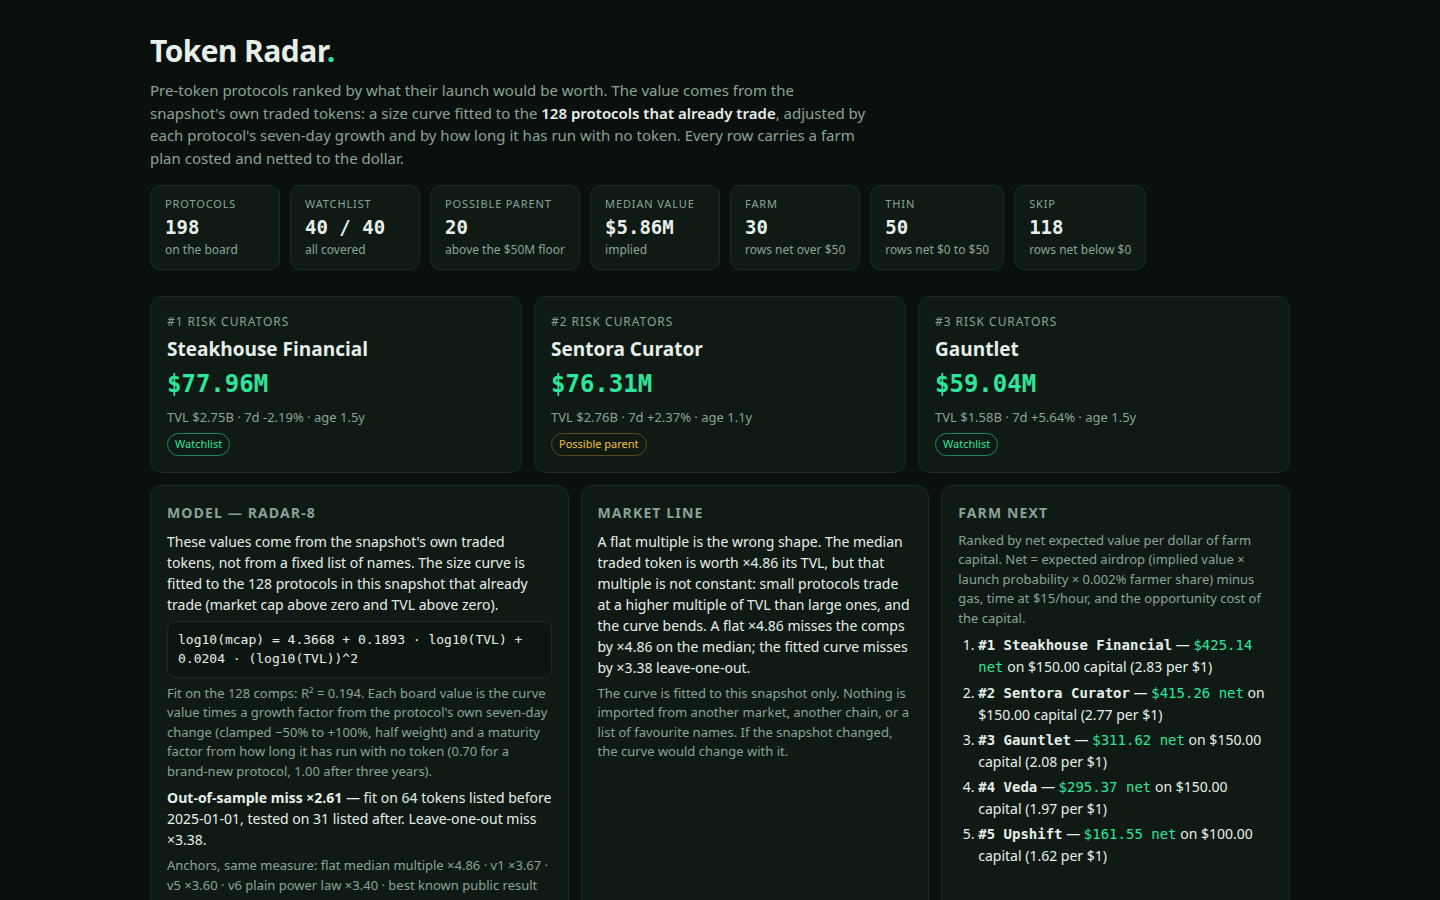 Token Radar.
Pre-token protocols ranked by what their launch would be worth. The value comes from the
snapshot's own traded tokens: a size curve fitted to the 128 protocols that already trade, adjusted by
each protocol's seven-day growth and by how long it has run with no token. Every row carries a farm
plan costed and netted to the dollar.
PROTOCOLS
198
on the board
WATCHLIST
40 / 40
all covered
POSSIBLE PARENT
20
above the $50M floor
MEDIAN VALUE
$5.86M
implied
FARM
30
rows net over $50
THIN
50
rows net $0 to $50
SKIP
118
rows net below $0
#1 RISK CURATORS
Steakhouse Financial
$77.96M
TVL $2.75B · 7d -2.19% · age 1.5y
Watchlist
#2 RISK CURATORS
Sentora Curator
$76.31M
TVL $2.76B · 7d +2.37% · age 1.1y
Possible parent
#3 RISK CURATORS
Gauntlet
$59.04M
TVL $1.58B · 7d +5.64% · age 1.5y
Watchlist
MODEL — RADAR-8
These values come from the snapshot's own traded
tokens, not from a fixed list of names. The size curve is
fitted to the 128 protocols in this snapshot that already
trade (market cap above zero and TVL above zero).
log10(mcap) = 4.3668 + 0.1893 · log10(TVL) +
0.0204 · (log10(TVL))^2
Fit on the 128 comps: R² = 0.194. Each board value is the curve
value times a growth factor from the protocol's own seven-day
change (clamped −50% to +100%, half weight) and a maturity
factor from how long it has run with no token (0.70 for a
brand-new protocol, 1.00 after three years).
Out-of-sample miss ×2.61 — fit on 64 tokens listed before
2025-01-01, tested on 31 listed after. Leave-one-out miss
×3.38.
Anchors, same measure: flat median multiple ×4.86 · v1 ×3.67 ·
v5 ×3.60 · v6 plain power law ×3.40 · best known public result
MARKET LINE
A flat multiple is the wrong shape. The median
traded token is worth ×4.86 its TVL, but that
multiple is not constant: small protocols trade
at a higher multiple of TVL than large ones, and
the curve bends. A flat ×4.86 misses the comps
by ×4.86 on the median; the fitted curve misses
by ×3.38 leave-one-out.
The curve is fitted to this snapshot only. Nothing is
imported from another market, another chain, or a
list of favourite names. If the snapshot changed,
the curve would change with it.
FARM NEXT
Ranked by net expected value per dollar of farm
capital. Net = expected airdrop (implied value ×
launch probability × 0.002% farmer share) minus
gas, time at $15/hour, and the opportunity cost of
the capital.
1. #1 Steakhouse Financial — $425.14
net on $150.00 capital (2.83 per $1)
2. #2 Sentora Curator — $415.26 net on
$150.00 capital (2.77 per $1)
3. #3 Gauntlet — $311.62 net on $150.00
capital (2.08 per $1)
4. #4 Veda — $295.37 net on $150.00
capital (1.97 per $1)
5. #5 Upshift — $161.55 net on $100.00
capital (1.62 per $1)